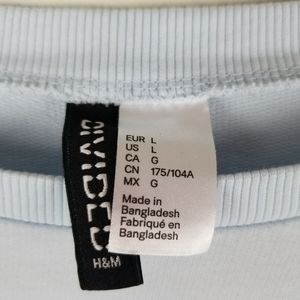 DIVIDED
H&M
EUR L
US L
CA G
CN 175/104A
MX G
Made in
Bangladesh
Fabriqué en
Bangladesh